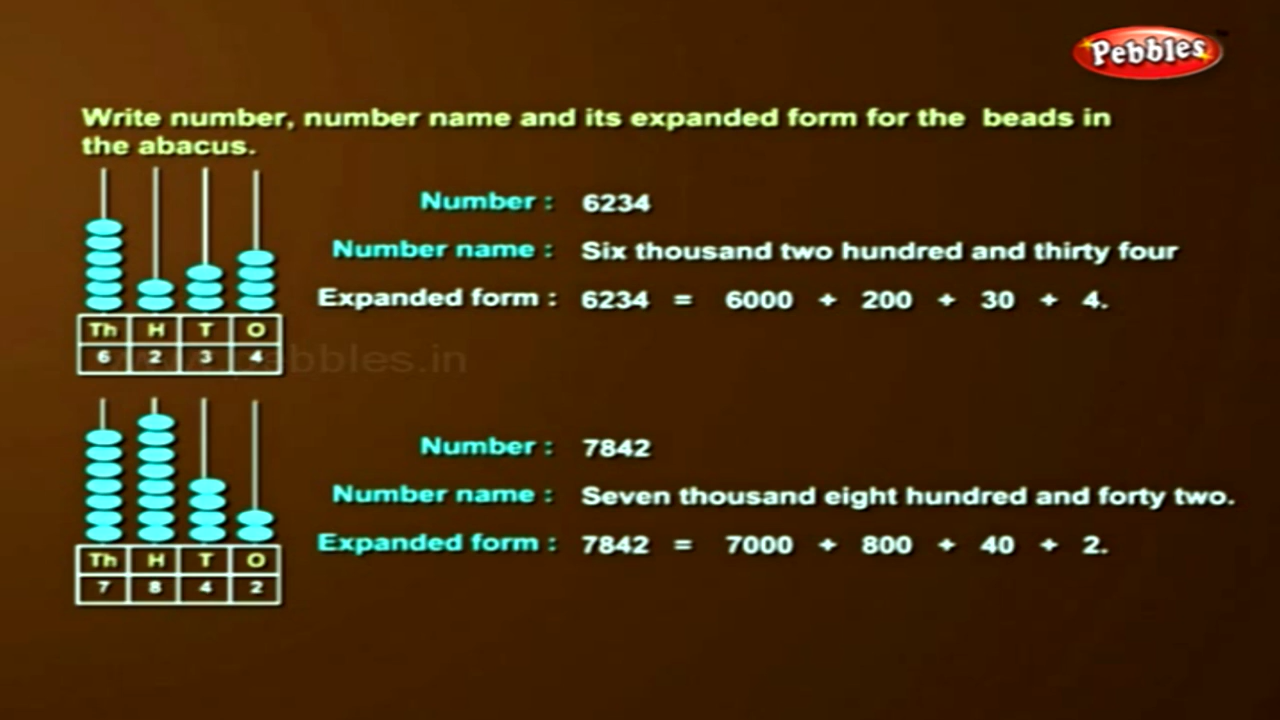 Pebbles
Write number, number name and its expanded form for the beads in
the abacus.
Number : 6234
Number name : Six thousand two hundred and thirty four
Expanded form : 6234 = 6000 + 200 + 30 + 4.
Th H T O
6 2 3 4
pebbles.in
Number : 7842
Number name : Seven thousand eight hundred and forty two.
Expanded form : 7842 = 7000 + 800 + 40 + 2.
Th H T O
7 8 4 2